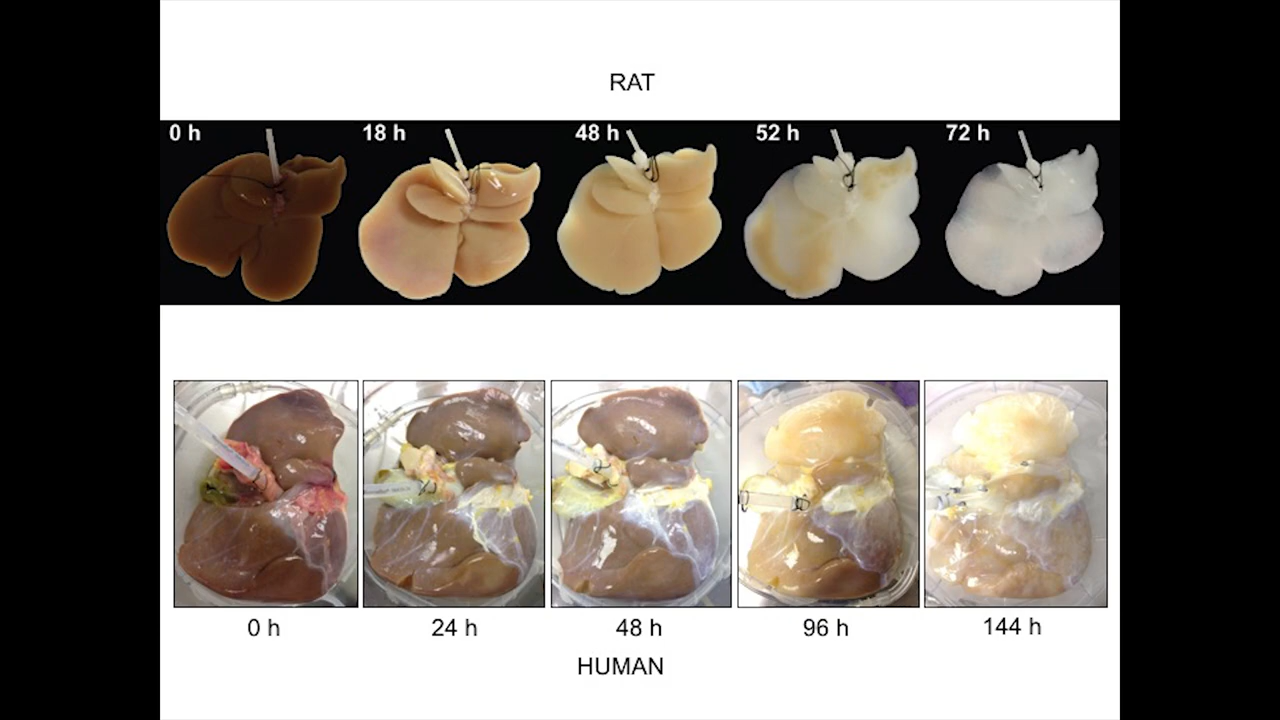 RAT
0 h
18 h
48 h
52 h
72 h
0 h
24 h
48 h
96 h
144 h
HUMAN